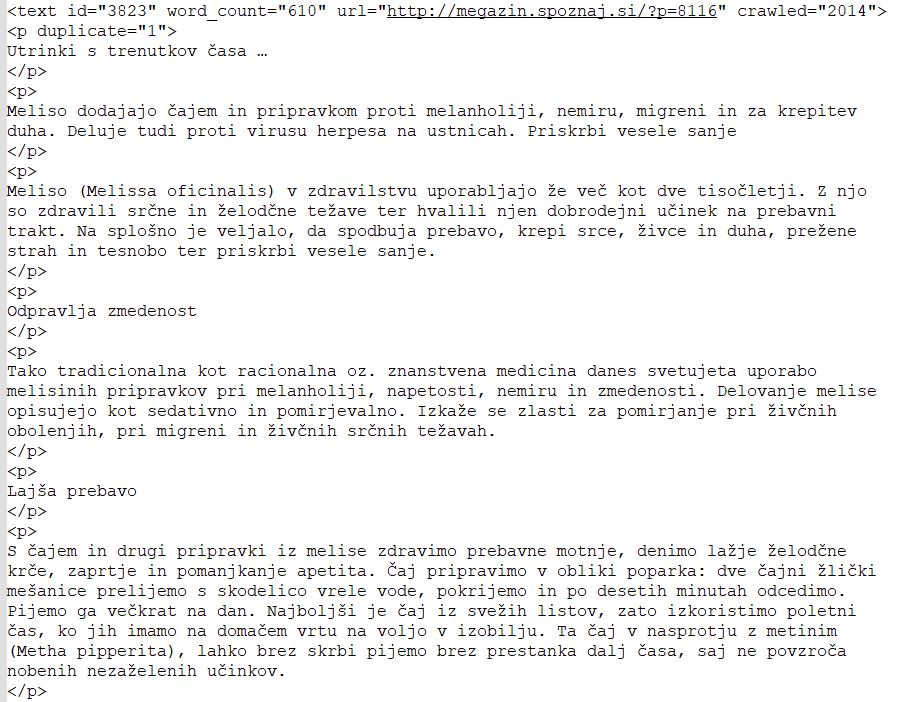 <text id="3823" word_count="610" url="http://megazin.spoznaj.si/?p=8116" crawled="2014">
<p duplicate="1">
Utrinki s trenutkov časa …
</p>
<p>
Meliso dodajajo čajem in pripravkom proti melanholiji, nemiru, migreni in za krepitev
duha. Deluje tudi proti virusu herpesa na ustnicah. Priskrbi vesele sanje
</p>
<p>
Meliso (Melissa oficinalis) v zdravilstvu uporabljajo že več kot dve tisočletji. Z njo
so zdravili srčne in želodčne težave ter hvalili njen dobrodejni učinek na prebavni
trakt. Na splošno je veljalo, da spodbuja prebavo, krepi srce, živce in duha, prežene
strah in tesnobo ter priskrbi vesele sanje.
</p>
<p>
Odpravlja zmedenost
</p>
<p>
Tako tradicionalna kot racionalna oz. znanstvena medicina danes svetujeta uporabo
melisinih pripravkov pri melanholiji, napetosti, nemiru in zmedenosti. Delovanje melise
opisujejo kot sedativno in pomirjevalno. Izkaže se zlasti za pomirjanje pri živčnih
obolenjih, pri migreni in živčnih srčnih težavah.
</p>
<p>
Lajša prebavo
</p>
<p>
S čajem in drugi pripravki iz melise zdravimo prebavne motnje, denimo lažje želodčne
krče, zaprtje in pomanjkanje apetita. Čaj pripravimo v obliki poparka: dve čajni žlički
mešanice prelijemo s skodelico vrele vode, pokrijemo in po desetih minutah odcedimo.
Pijemo ga večkrat na dan. Najboljši je čaj iz svežih listov, zato izkoristimo poletni
čas, ko jih imamo na domačem vrtu na voljo v izobilju. Ta čaj v nasprotju z metinim
(Metha pipperita), lahko brez skrbi pijemo brez prestanka dalj časa, saj ne povzroča
nobenih nezaželenih učinkov.
</p>